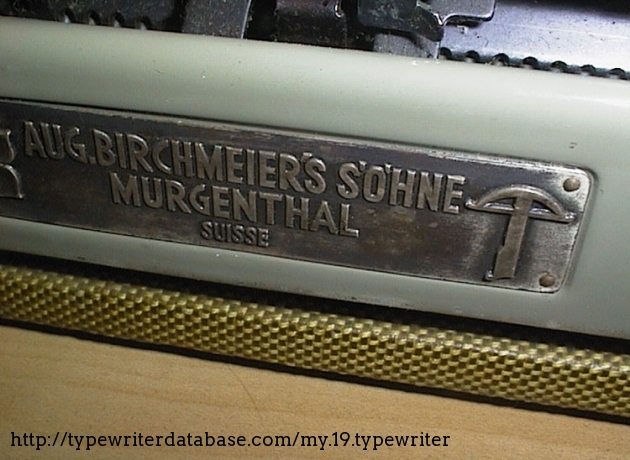 AUG.BIRCHMEIER'S SÖHNE
MURGENTHAL
SUISSE
http://typewriterdatabase.com/my.19.typewriter